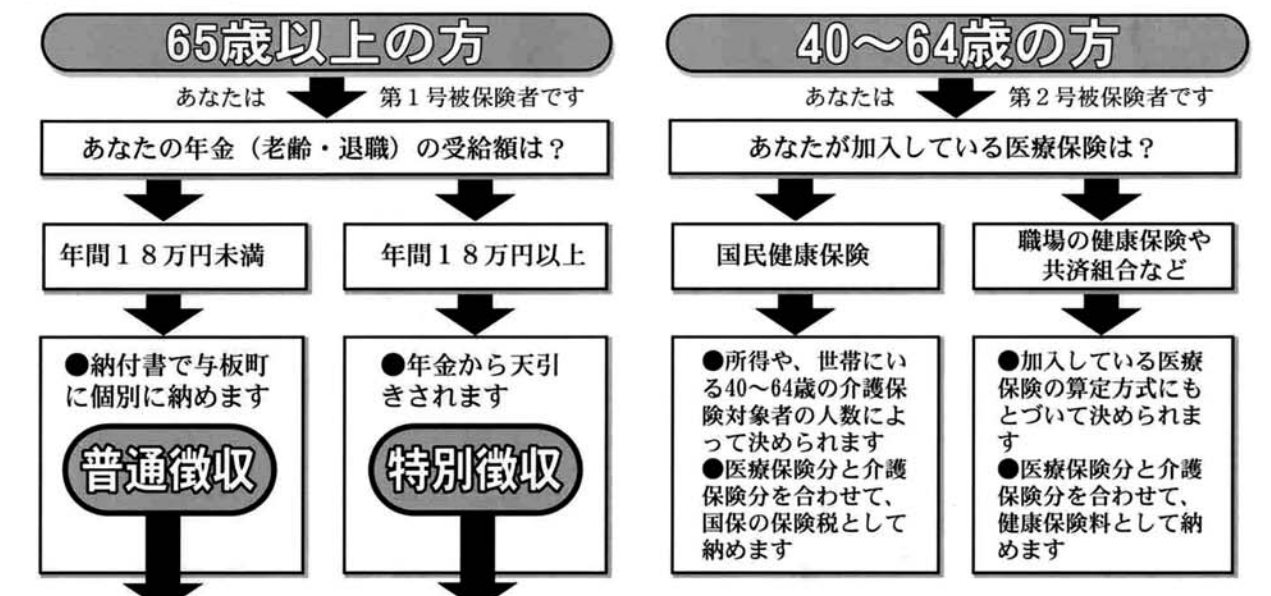 65歳以上の方
あなたは 第１号被保険者です
あなたの年金（老齢・退職）の受給額は？
年間１８万円未満
年間１８万円以上
●納付書で与板町
に個別に納めます
普通徴収
●年金から天引
きされます
特別徴収
40～64歳の方
あなたは 第２号被保険者です
あなたが加入している医療保険は？
国民健康保険
職場の健康保険や
共済組合など
●所得や、世帯にい
る40～64歳の介護保
険対象者の人数によ
って決められます
●医療保険分と介護
保険分を合わせて、
国保の保険税として
納めます
●加入している医療
保険の算定方式にも
とづいて決められま
す
●医療保険分と介護
保険分を合わせて、
健康保険料として納
めます